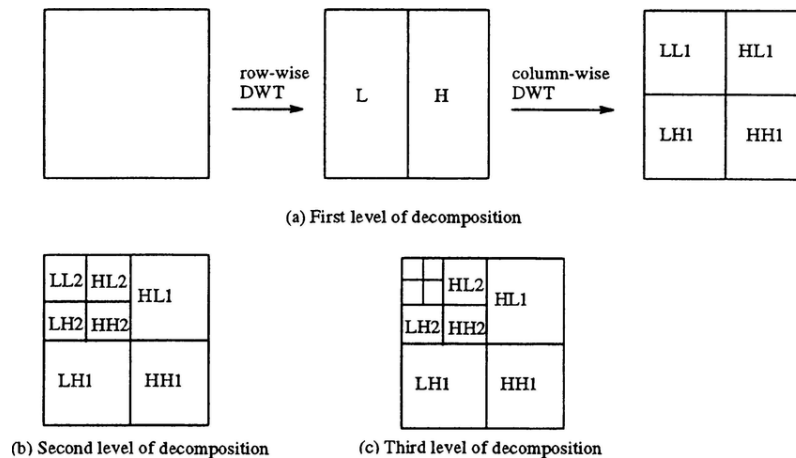 row-wise
DWT
L
H
column-wise
DWT
LL1
HL1
LH1
HH1
(a) First level of decomposition
LL2
HL2
HL1
LH2
HH2
LH1
HH1
(b) Second level of decomposition
HL2
HL1
LH2
HH2
LH1
HH1
(c) Third level of decomposition